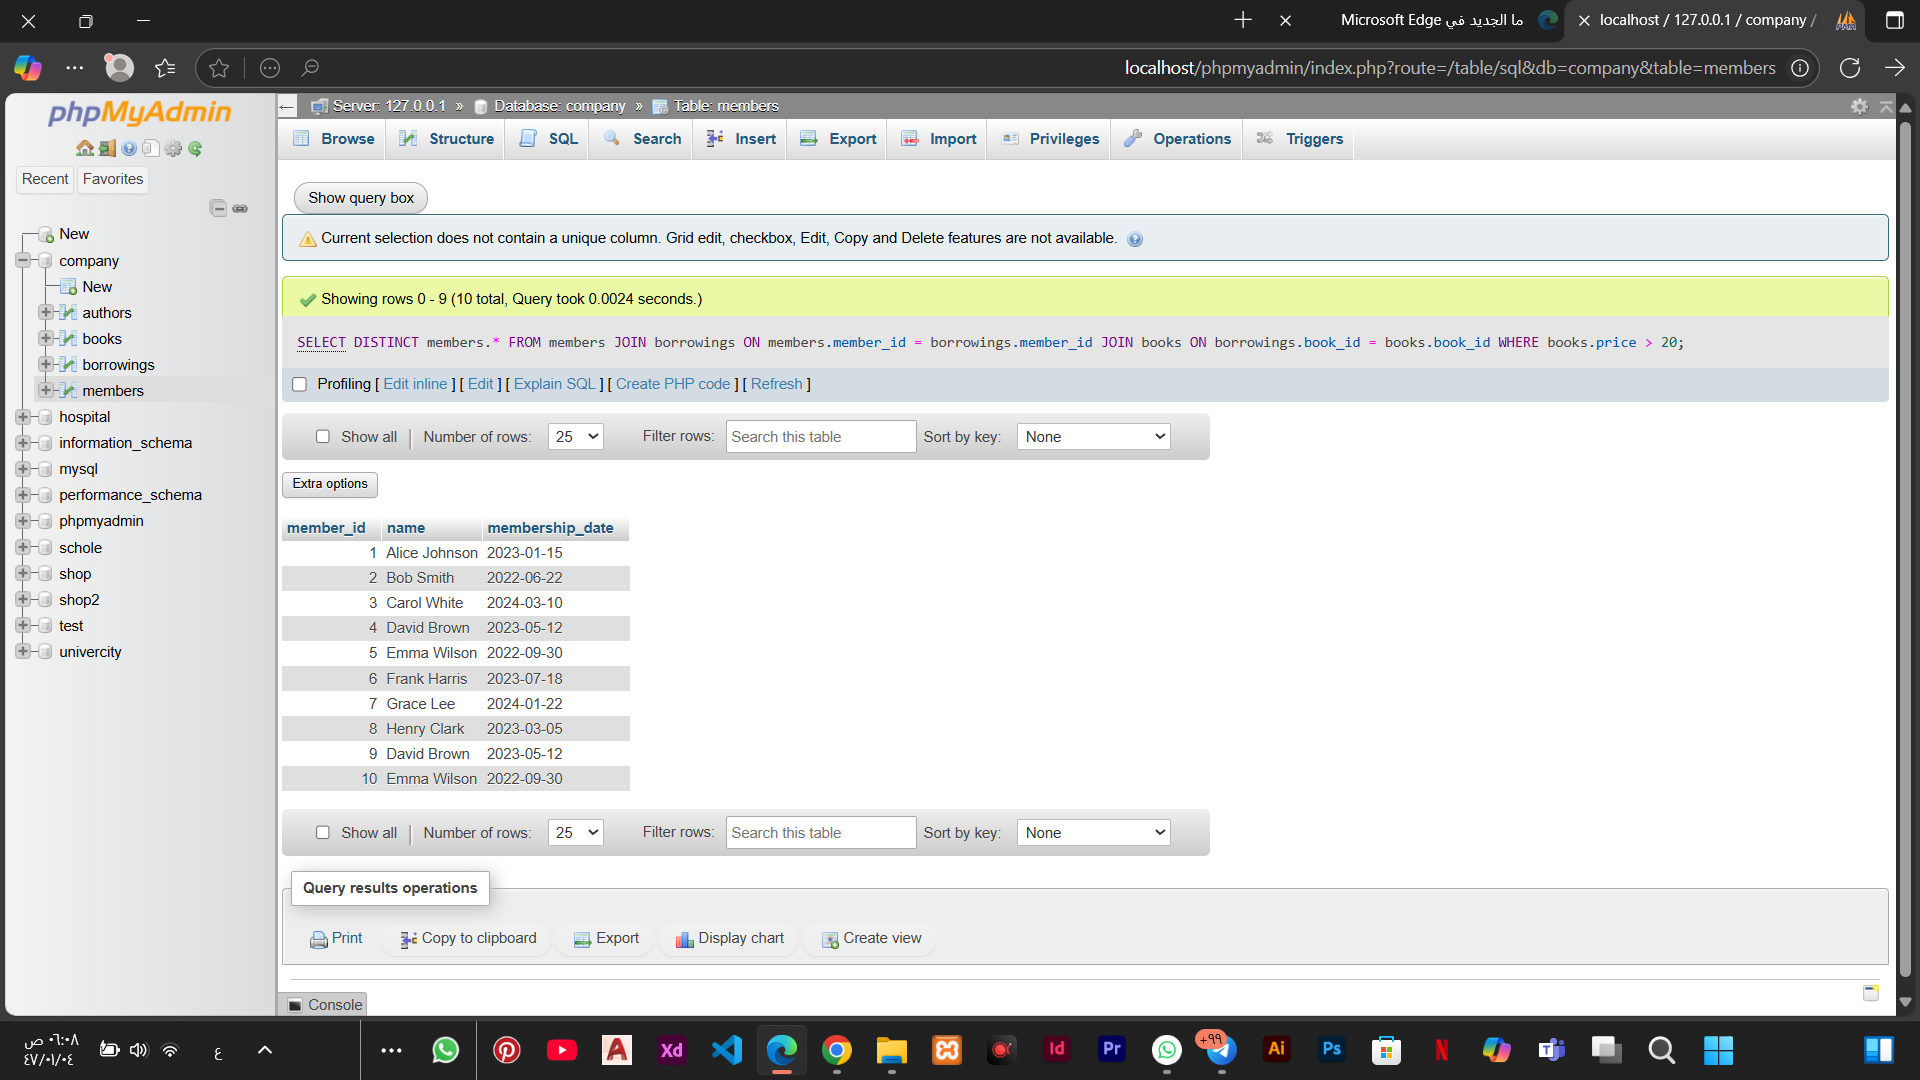 ما الجديد في Microsoft Edge
localhost / 127.0.0.1 / company /
localhost/phpmyadmin/index.php?route=/table/sql&db=company&table=members
phpMyAdmin
Recent
Favorites
New
company
New
authors
books
borrowings
members
hospital
information_schema
mysql
performance_schema
phpmyadmin
schole
shop
shop2
test
univercity
Server: 127.0.0.1 » Database: company » Table: members
Browse Structure SQL Search Insert Export Import Privileges Operations Triggers
Show query box
Current selection does not contain a unique column. Grid edit, checkbox, Edit, Copy and Delete features are not available.
Showing rows 0 - 9 (10 total, Query took 0.0024 seconds.)
SELECT DISTINCT members.* FROM members JOIN borrowings ON members.member_id = borrowings.member_id JOIN books ON borrowings.book_id = books.book_id WHERE books.price > 20;
Profiling [ Edit inline ] [ Edit ] [ Explain SQL ] [ Create PHP code ] [ Refresh ]
Show all | Number of rows: 25 Filter rows: Search this table Sort by key: None
Extra options
member_id name membership_date
1 Alice Johnson 2023-01-15
2 Bob Smith 2022-06-22
3 Carol White 2024-03-10
4 David Brown 2023-05-12
5 Emma Wilson 2022-09-30
6 Frank Harris 2023-07-18
7 Grace Lee 2024-01-22
8 Henry Clark 2023-03-05
9 David Brown 2023-05-12
10 Emma Wilson 2022-09-30
Show all | Number of rows: 25 Filter rows: Search this table Sort by key: None
Query results operations
Print Copy to clipboard Export Display chart Create view
Console
٠٦:٠٨ ص
٤٧/٠١/٠٤
ع
Xd
Id
Pr
+٩٩
Ai
Ps